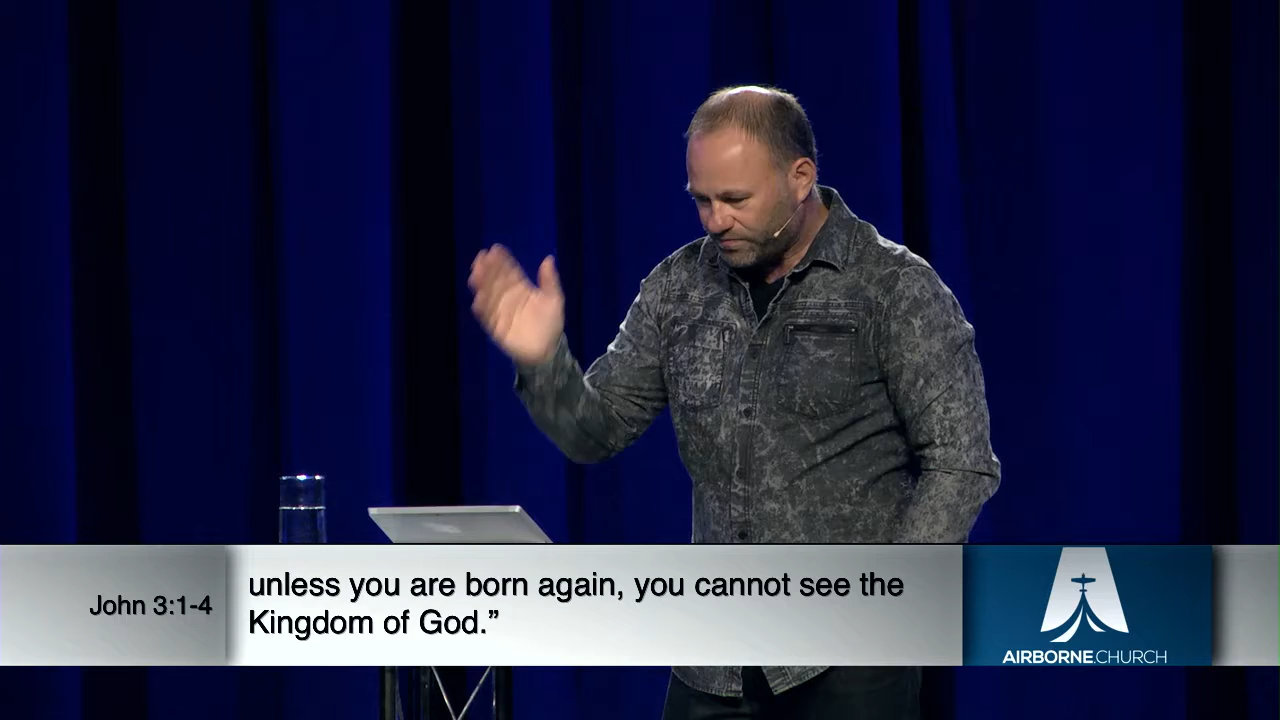 John 3:1-4
unless you are born again, you cannot see the
Kingdom of God.”
AIRBORNE.CHURCH